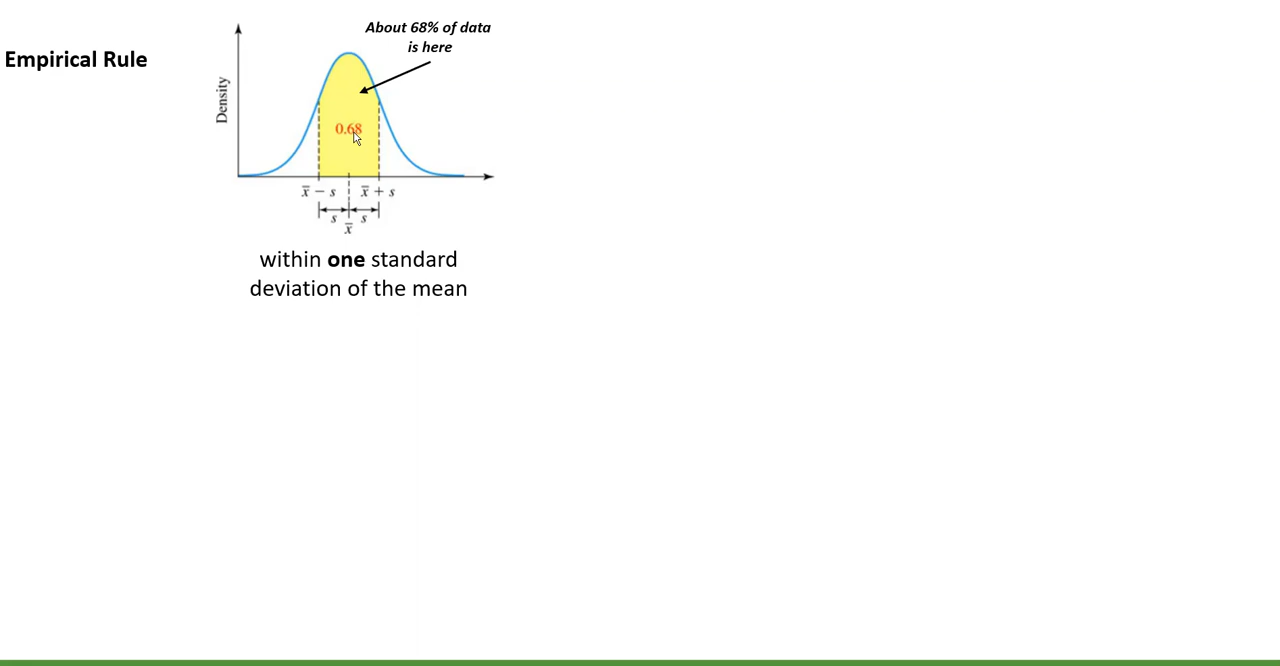 Empirical Rule
About 68% of data
is here
Density
0.68
x̅ − s
x̅ + s
s
s
x̅
within one standard
deviation of the mean